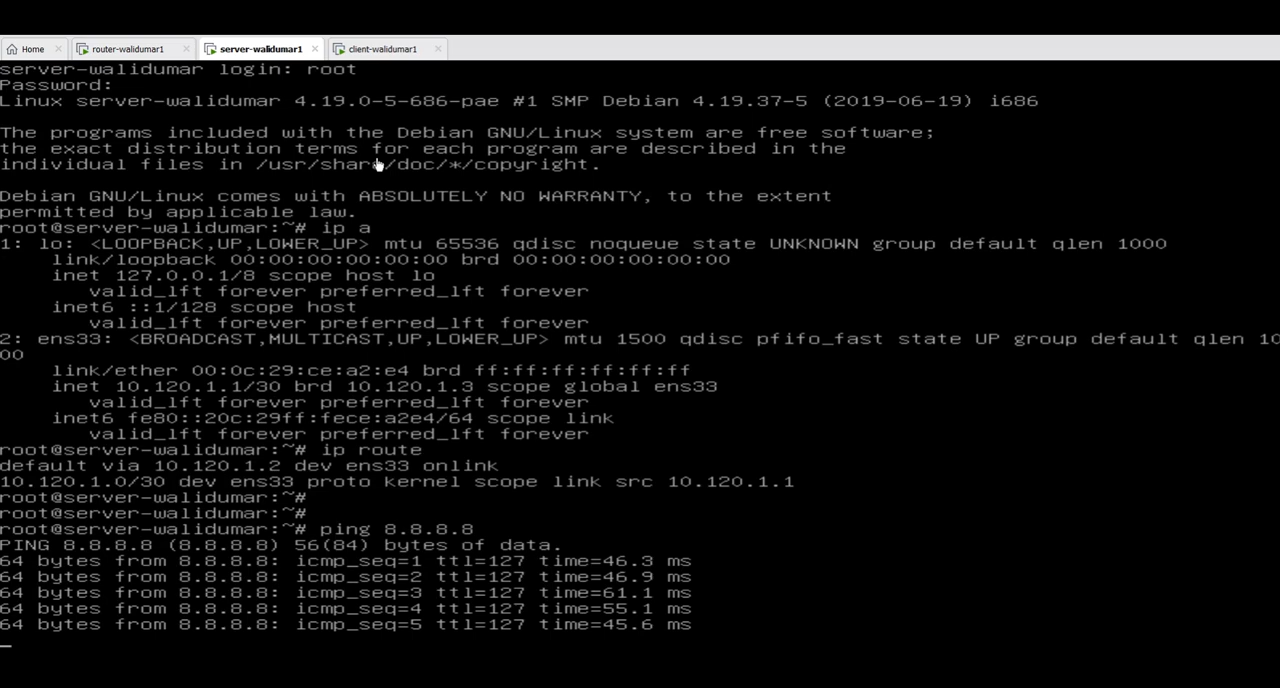 Home
router-walidumar1
server-walidumar1
client-walidumar1
server-walidumar login: root
Password:
Linux server-walidumar 4.19.0-5-686-pae #1 SMP Debian 4.19.37-5 (2019-06-19) i686
The programs included with the Debian GNU/Linux system are free software;
the exact distribution terms for each program are described in the
individual files in /usr/share/doc/*/copyright.
Debian GNU/Linux comes with ABSOLUTELY NO WARRANTY, to the extent
permitted by applicable law.
root@server-walidumar:~# ip a
1: lo: <LOOPBACK,UP,LOWER_UP> mtu 65536 qdisc noqueue state UNKNOWN group default qlen 1000
link/loopback 00:00:00:00:00:00 brd 00:00:00:00:00:00
inet 127.0.0.1/8 scope host lo
valid_lft forever preferred_lft forever
inet6 ::1/128 scope host
valid_lft forever preferred_lft forever
2: ens33: <BROADCAST,MULTICAST,UP,LOWER_UP> mtu 1500 qdisc pfifo_fast state UP group default qlen 10
00
link/ether 00:0c:29:ce:a2:e4 brd ff:ff:ff:ff:ff:ff
inet 10.120.1.1/30 brd 10.120.1.3 scope global ens33
valid_lft forever preferred_lft forever
inet6 fe80::20c:29ff:fece:a2e4/64 scope link
valid_lft forever preferred_lft forever
root@server-walidumar:~# ip route
default via 10.120.1.2 dev ens33 onlink
10.120.1.0/30 dev ens33 proto kernel scope link src 10.120.1.1
root@server-walidumar:~#
root@server-walidumar:~#
root@server-walidumar:~# ping 8.8.8.8
PING 8.8.8.8 (8.8.8.8) 56(84) bytes of data.
64 bytes from 8.8.8.8: icmp_seq=1 ttl=127 time=46.3 ms
64 bytes from 8.8.8.8: icmp_seq=2 ttl=127 time=46.9 ms
64 bytes from 8.8.8.8: icmp_seq=3 ttl=127 time=61.1 ms
64 bytes from 8.8.8.8: icmp_seq=4 ttl=127 time=55.1 ms
64 bytes from 8.8.8.8: icmp_seq=5 ttl=127 time=45.6 ms